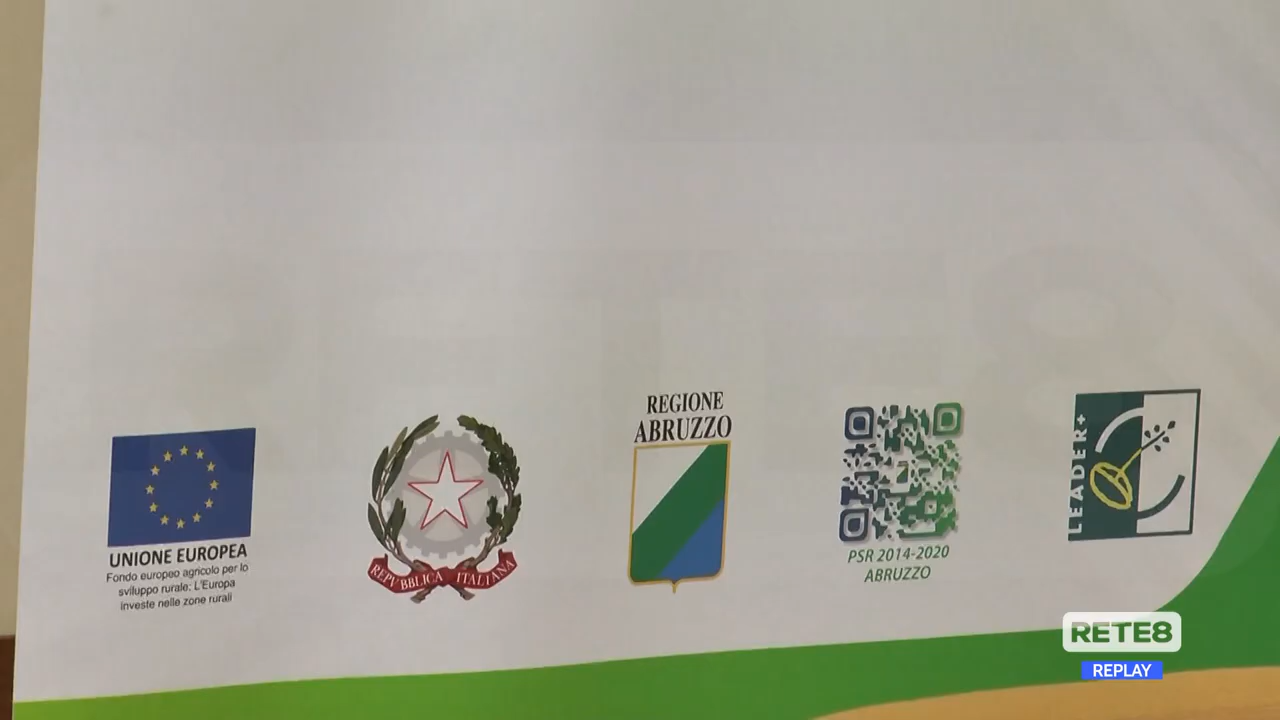 UNIONE EUROPEA
Fondo europeo agricolo per lo
sviluppo rurale: L'Europa
investe nelle zone rurali
REPVBBLICA ITALIANA
REGIONE
ABRUZZO
PSR 2014-2020
ABRUZZO
LEADER+
RETE8
REPLAY